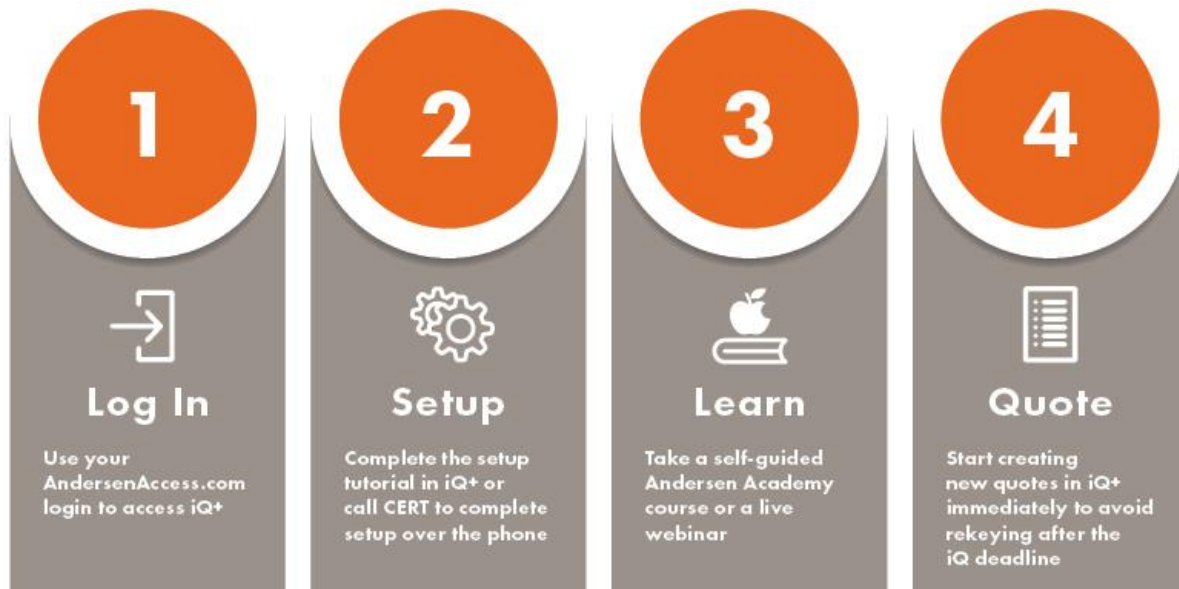 1
Log In
Use your
AndersenAccess.com
login to access iQ+
2
Setup
Complete the setup
tutorial in iQ+ or
call CERT to complete
setup over the phone
3
Learn
Take a self-guided
Andersen Academy
course or a live
webinar
4
Quote
Start creating
new quotes in iQ+
immediately to avoid
rekeying after the
iQ deadline